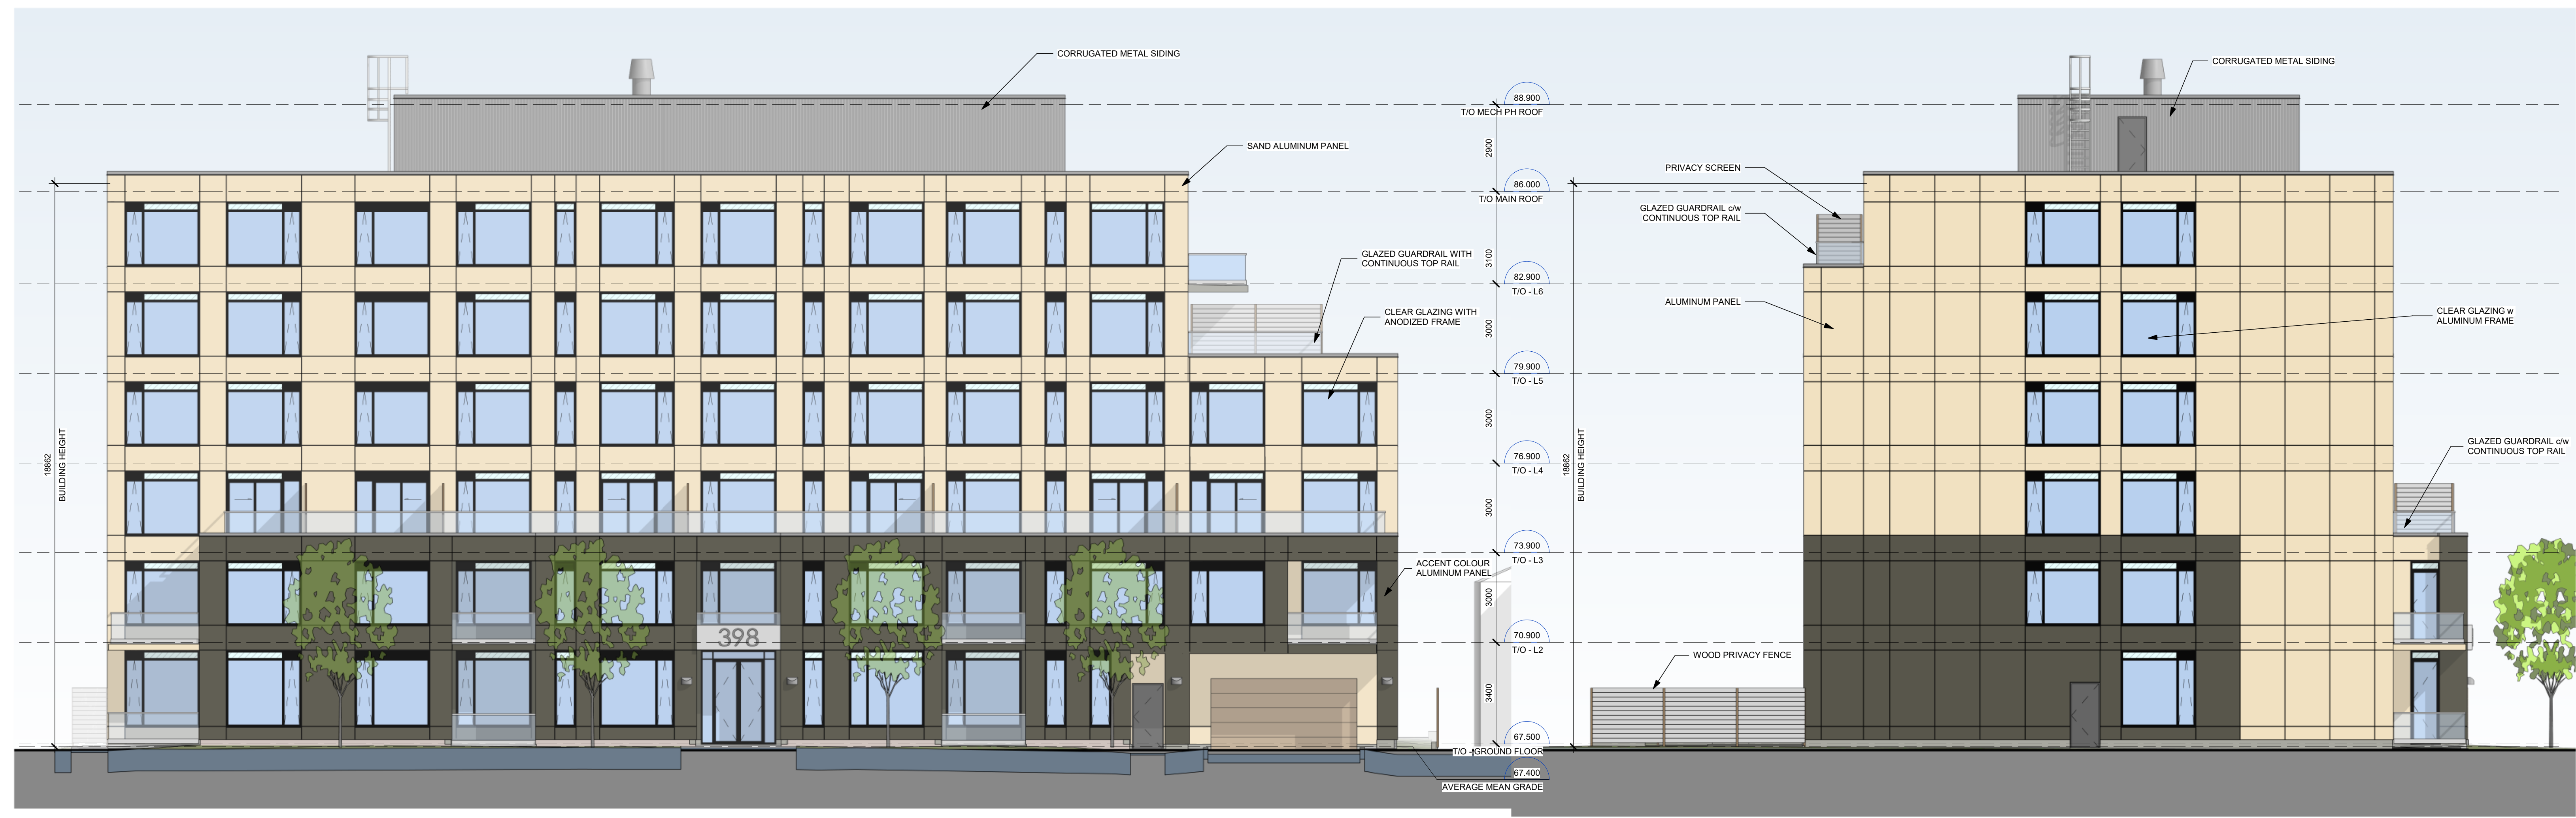 CORRUGATED METAL SIDING
SAND ALUMINUM PANEL
GLAZED GUARDRAIL WITH
CONTINUOUS TOP RAIL
CLEAR GLAZING WITH
ANODIZED FRAME
ACCENT COLOUR
ALUMINUM PANEL
398
18862
BUILDING HEIGHT
88.900
T/O MECH PH ROOF
2900
86.000
T/O MAIN ROOF
3100
82.900
T/O - L6
3000
79.900
T/O - L5
3000
76.900
T/O - L4
3000
73.900
T/O - L3
3000
70.900
T/O - L2
3400
67.500
T/O - GROUND FLOOR
67.400
AVERAGE MEAN GRADE
18862
BUILDING HEIGHT
CORRUGATED METAL SIDING
PRIVACY SCREEN
GLAZED GUARDRAIL c/w
CONTINUOUS TOP RAIL
ALUMINUM PANEL
CLEAR GLAZING w
ALUMINUM FRAME
GLAZED GUARDRAIL c/w
CONTINUOUS TOP RAIL
WOOD PRIVACY FENCE